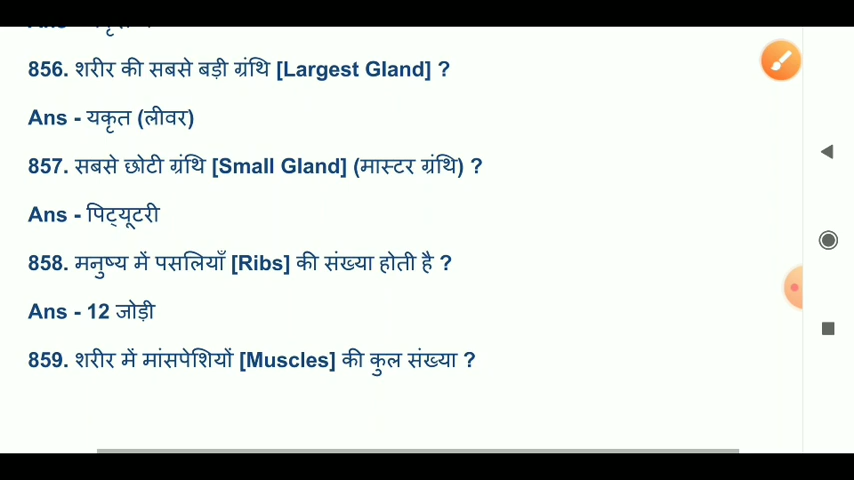 856. शरीर की सबसे बड़ी ग्रंथि [Largest Gland] ?
Ans - यकृत (लीवर)
857. सबसे छोटी ग्रंथि [Small Gland] (मास्टर ग्रंथि) ?
Ans - पिट्यूटरी
858. मनुष्य में पसलियाँ [Ribs] की संख्या होती है ?
Ans - 12 जोड़ी
859. शरीर में मांसपेशियों [Muscles] की कुल संख्या ?